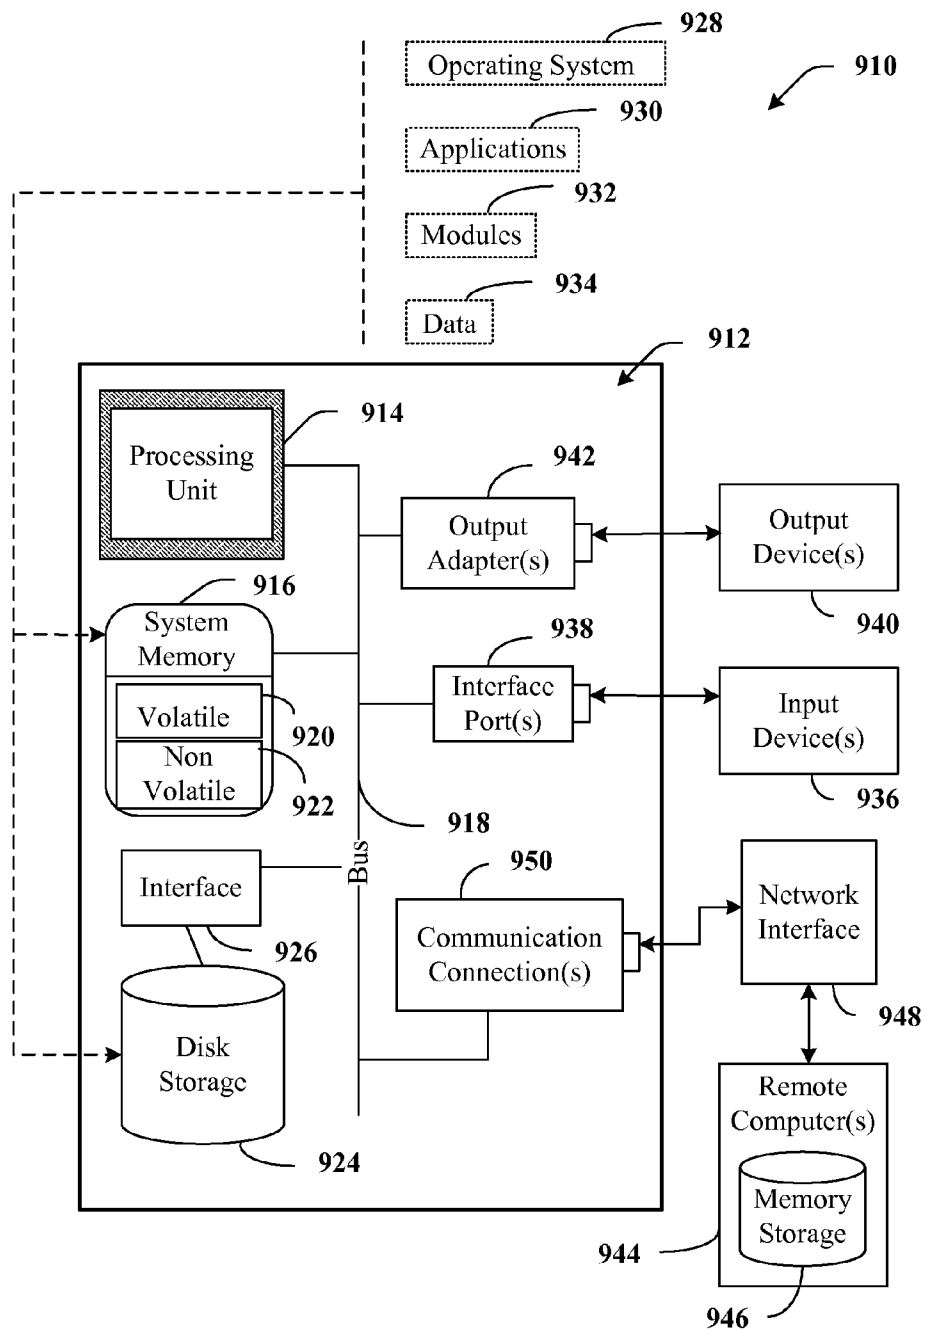 928
Operating System
910
930
Applications
932
Modules
934
Data
912
914
Processing
Unit
942
Output
Adapter(s)
Output
Device(s)
940
916
System
Memory
938
Interface
Port(s)
Input
Device(s)
936
Volatile
920
Non
Volatile
922
918
Bus
950
Interface
926
Communication
Connection(s)
Network
Interface
948
Disk
Storage
924
Remote
Computer(s)
Memory
Storage
944
946